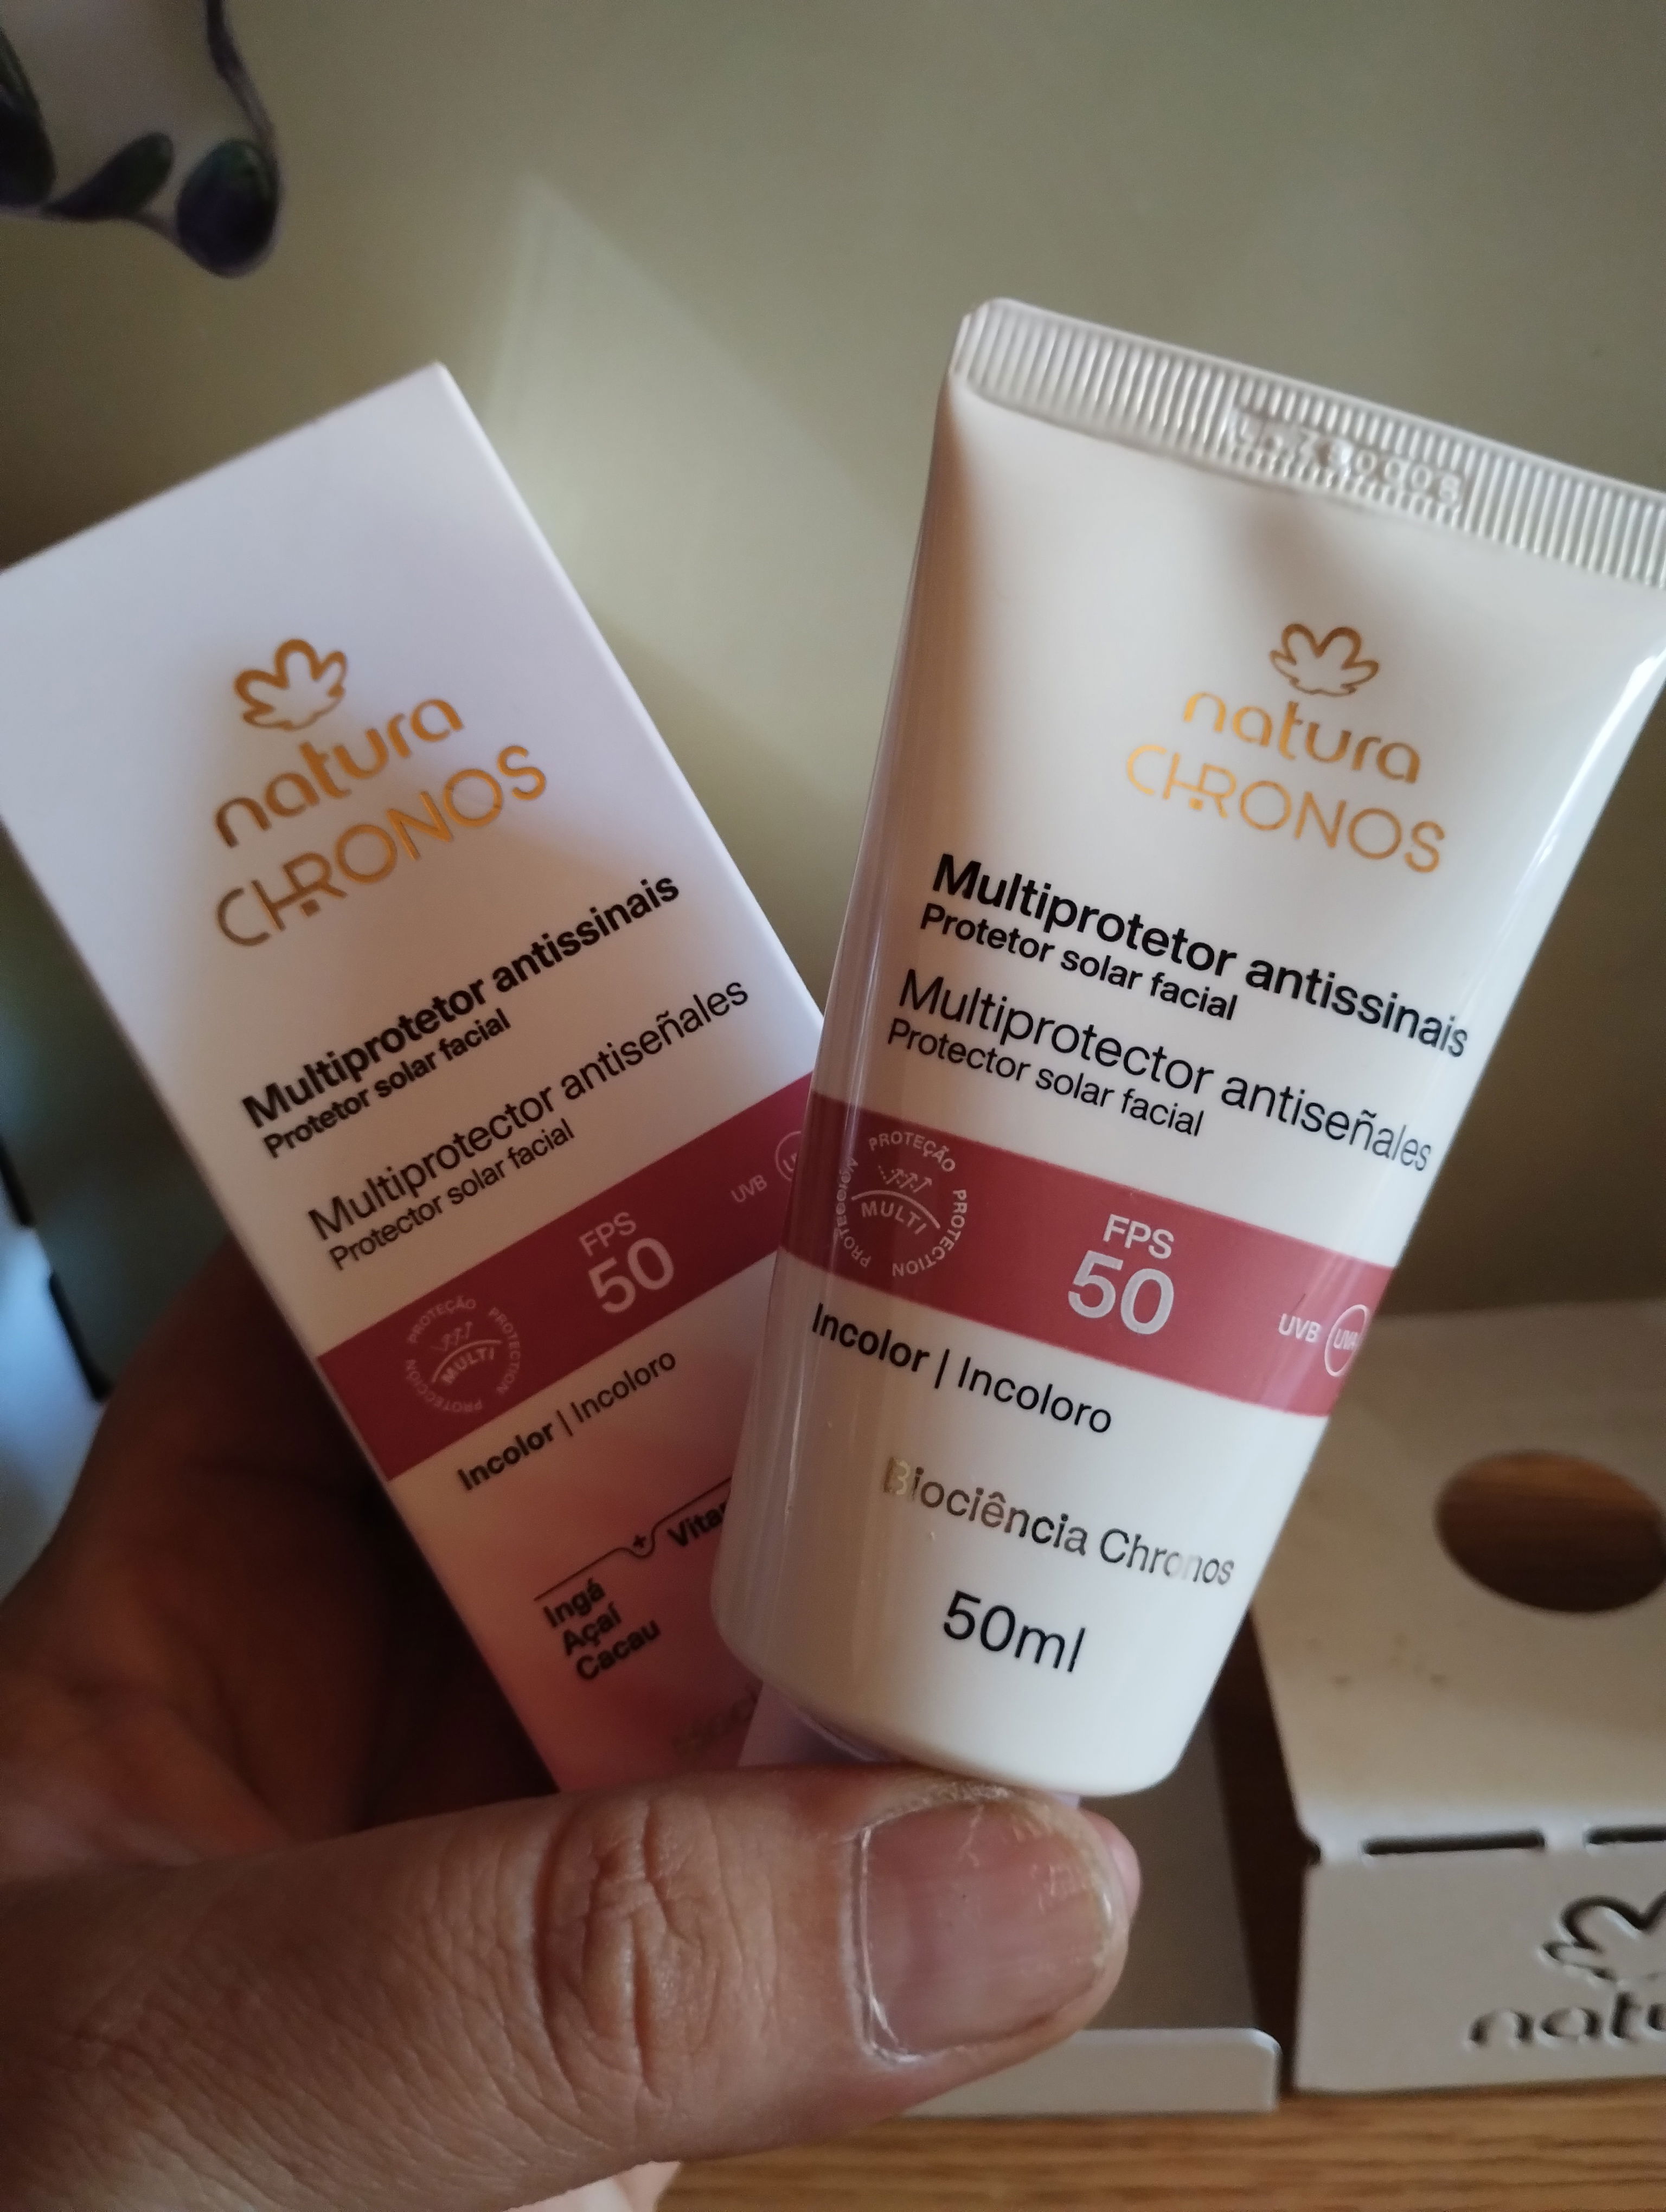 natura
CHRONOS
Multiprotetor antissinais
Protetor solar facial
Multiprotector antiseñales
Protector solar facial
PROTEÇÃO PROTECTION PROTECCIÓN
MULTI
FPS
50
UVB
Incolor | Incoloro
+
Ingá
Açaí
Cacau
natura
CHRONOS
Multiprotetor antissinais
Protetor solar facial
Multiprotector antiseñales
Protector solar facial
PROTEÇÃO PROTECTION PROTECCIÓN
MULTI
FPS
50
UVB UVA
Incolor | Incoloro
Biociência Chronos
50ml